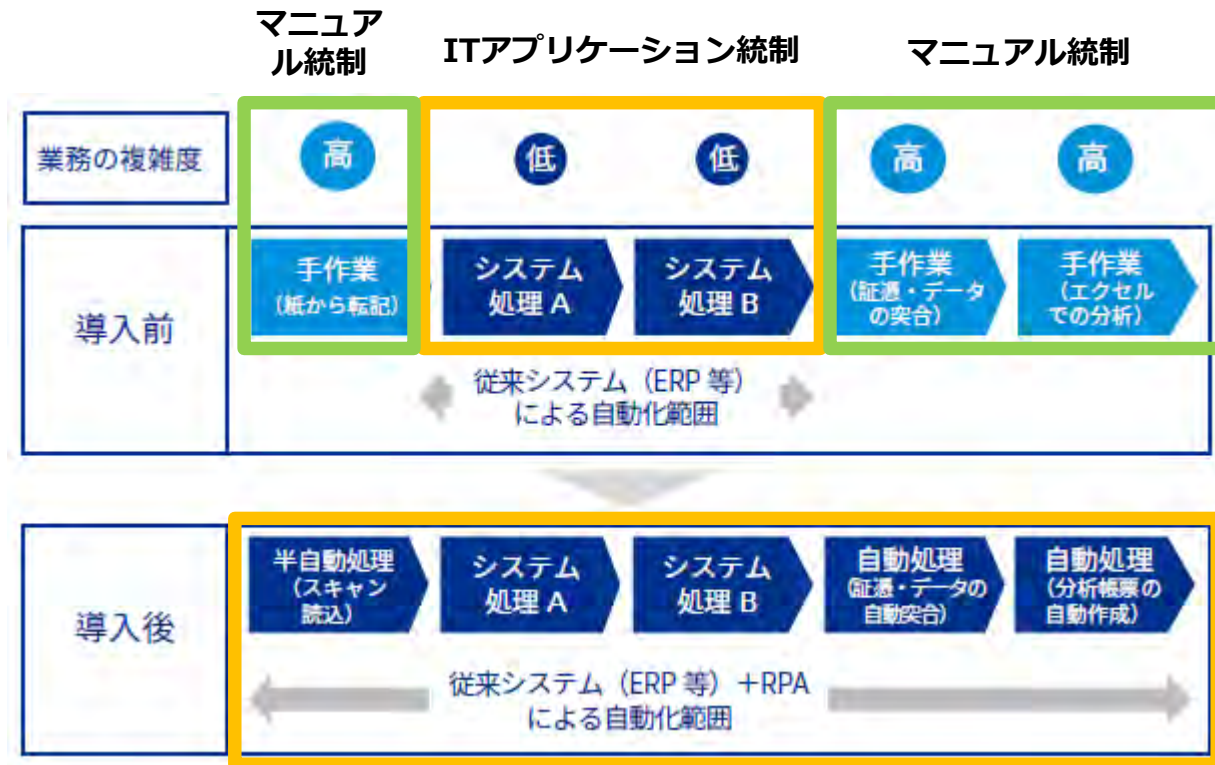 マニュア
ル統制
ITアプリケーション統制
マニュアル統制
業務の複雑度
高
低
低
高
高
導入前
手作業
(紙から転記)
システム
処理 A
システム
処理 B
手作業
(証憑・データ
の突合)
手作業
(エクセル
での分析)
従来システム (ERP 等)
による自動化範囲
導入後
半自動処理
(スキャン
読込)
システム
処理 A
システム
処理 B
自動処理
(証憑・データの
自動突合)
自動処理
(分析帳票の
自動作成)
従来システム (ERP 等) +RPA
による自動化範囲